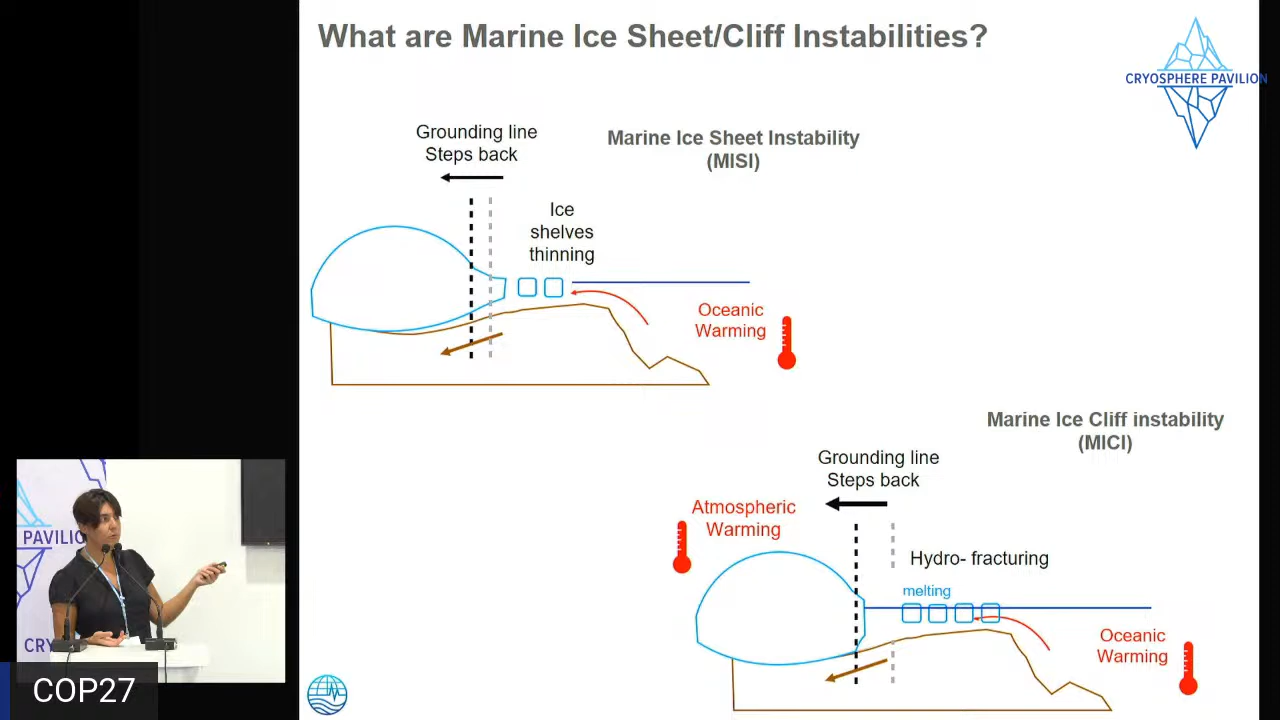 What are Marine Ice Sheet/Cliff Instabilities?
CRYOSPHERE PAVILION
Grounding line
Steps back
Marine Ice Sheet Instability
(MISI)
Ice
shelves
thinning
Oceanic
Warming
Marine Ice Cliff instability
(MICI)
Grounding line
Steps back
Atmospheric
Warming
Hydro- fracturing
melting
Oceanic
Warming
PAVILIO
CRY
COP27